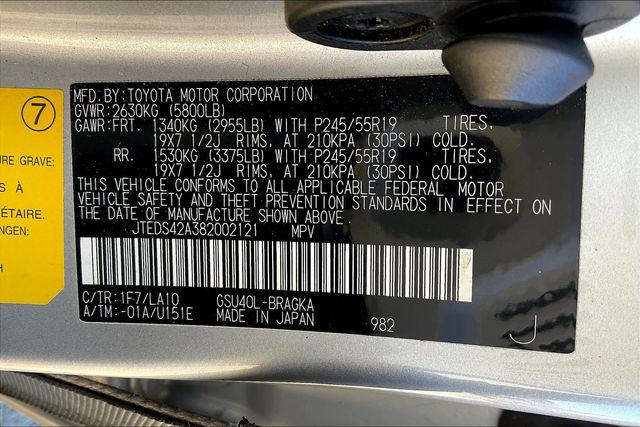 7
URE GRAVE:
S À
ÉTAIRE.
NGEN:
H
MFD.BY:TOYOTA MOTOR CORPORATION
GVWR:2630KG (5800LB)
GAWR:FRT. 1340KG (2955LB) WITH P245/55R19 TIRES,
19X7 1/2J RIMS, AT 210KPA (30PSI) COLD.
RR. 1530KG (3375LB) WITH P245/55R19 TIRES,
19X7 1/2J RIMS, AT 210KPA (30PSI) COLD.
THIS VEHICLE CONFORMS TO ALL APPLICABLE FEDERAL MOTOR
VEHICLE SAFETY AND THEFT PREVENTION STANDARDS IN EFFECT ON
THE DATE OF MANUFACTURE SHOWN ABOVE.
JTEDS42A382002121 MPV
C/TR:1F7/LA10 GSU40L-BRAGKA
A/TM:-01A/U151E MADE IN JAPAN 982
J